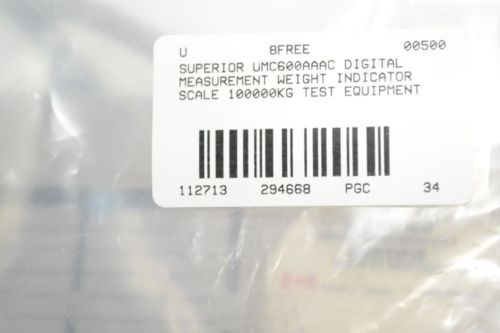 U 8FREE 00500
SUPERIOR UMC600AAAC DIGITAL
MEASUREMENT WEIGHT INDICATOR
SCALE 100000KG TEST EQUIPMENT
112713 294668 PGC 34